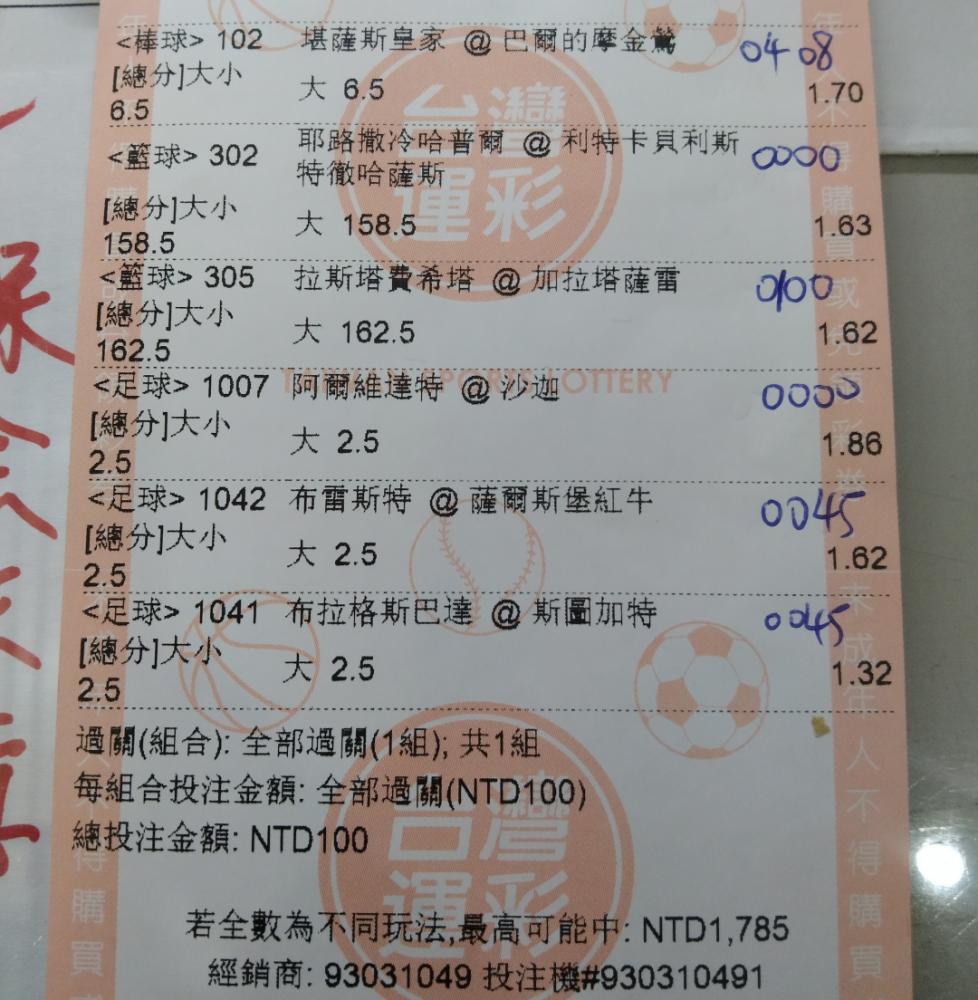 <棒球> 102 堪薩斯皇家 @ 巴爾的摩金鶯 04 08
[總分]大小 大 6.5 1.70
6.5
<籃球> 302 耶路撒冷哈普爾 @ 利特卡貝利斯 0000
特徹哈薩斯
[總分]大小 大 158.5 1.63
158.5
<籃球> 305 拉斯塔費希塔 @ 加拉塔薩雷 0100
[總分]大小 大 162.5 1.62
162.5
<足球> 1007 阿爾維達特 @ 沙迦 0000
[總分]大小 大 2.5 1.86
2.5
<足球> 1042 布雷斯特 @ 薩爾斯堡紅牛 0045
[總分]大小 大 2.5 1.62
2.5
<足球> 1041 布拉格斯巴達 @ 斯圖加特 0045
[總分]大小 大 2.5 1.32
2.5
過關(組合): 全部過關(1組); 共1組
每組合投注金額: 全部過關(NTD100)
總投注金額: NTD100
若全數為不同玩法,最高可能中: NTD1,785
經銷商: 93031049 投注機#930310491
台灣
運彩
TAIWAN SPORTS LOTTERY
台灣
運彩